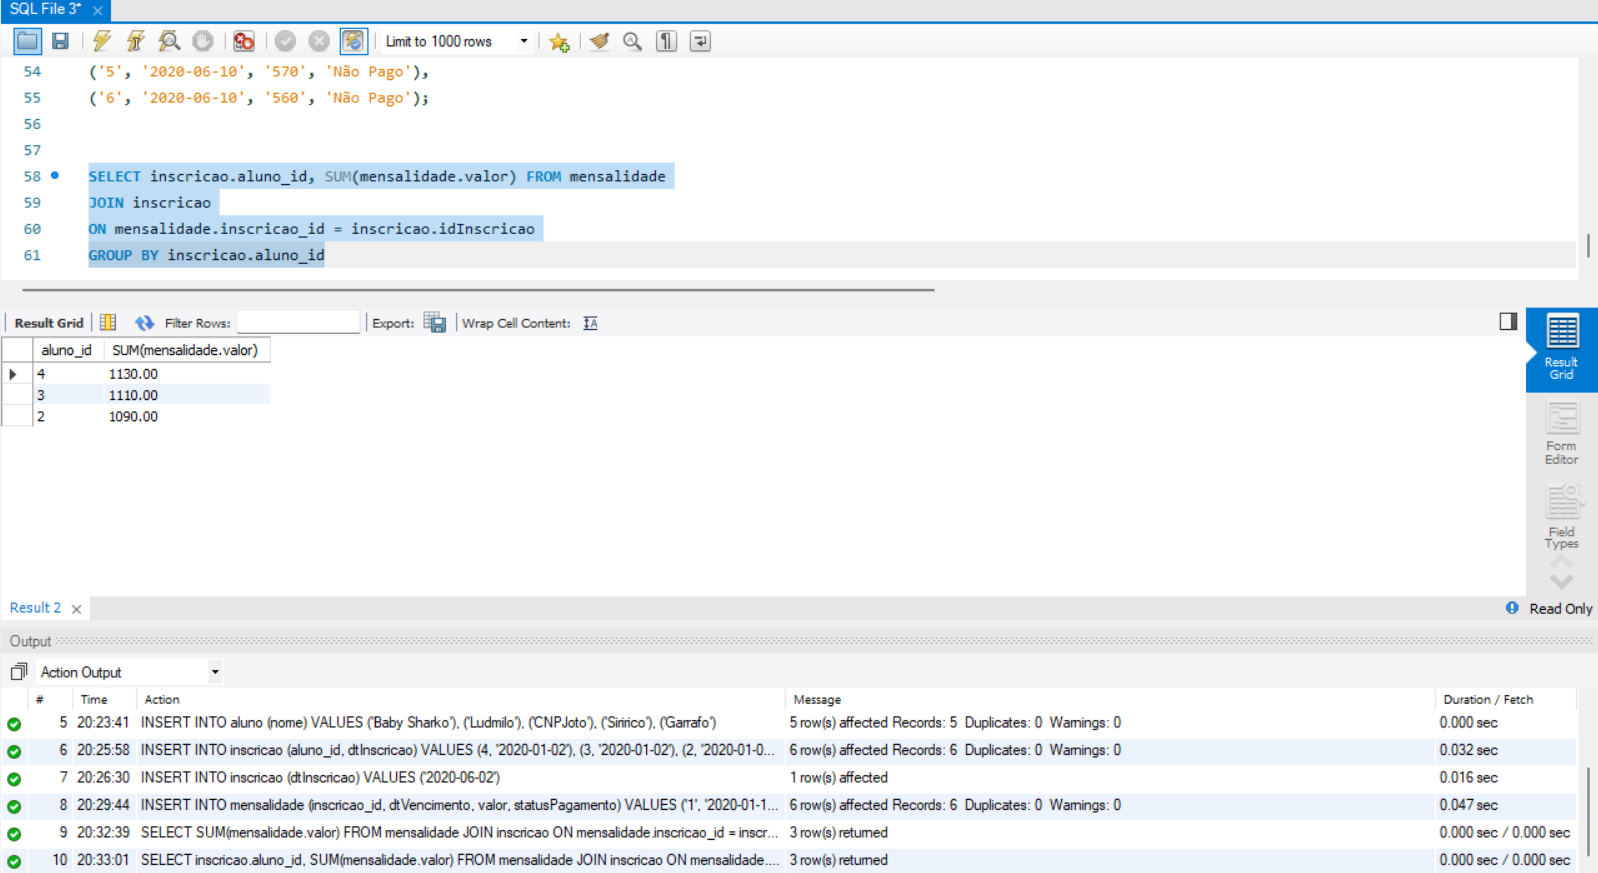 SQL File 3*
Limit to 1000 rows
54 ('5', '2020-06-10', '570', 'Não Pago'),
55 ('6', '2020-06-10', '560', 'Não Pago');
56
57
58 SELECT inscricao.aluno_id, SUM(mensalidade.valor) FROM mensalidade
59 JOIN inscricao
60 ON mensalidade.inscricao_id = inscricao.idInscricao
61 GROUP BY inscricao.aluno_id
Result Grid Filter Rows: Export: Wrap Cell Content:
aluno_id SUM(mensalidade.valor)
4 1130.00
3 1110.00
2 1090.00
Result
Grid
Form
Editor
Field
Types
Result 2
Read Only
Output
Action Output
# Time Action Message Duration / Fetch
5 20:23:41 INSERT INTO aluno (nome) VALUES ('Baby Sharko'), ('Ludmilo'), ('CNPJoto'), ('Siririco'), ('Garrafo') 5 row(s) affected Records: 5 Duplicates: 0 Warnings: 0 0.000 sec
6 20:25:58 INSERT INTO inscricao (aluno_id, dtInscricao) VALUES (4, '2020-01-02'), (3, '2020-01-02'), (2, '2020-01-0... 6 row(s) affected Records: 6 Duplicates: 0 Warnings: 0 0.032 sec
7 20:26:30 INSERT INTO inscricao (dtInscricao) VALUES ('2020-06-02') 1 row(s) affected 0.016 sec
8 20:29:44 INSERT INTO mensalidade (inscricao_id, dtVencimento, valor, statusPagamento) VALUES ('1', '2020-01-1... 6 row(s) affected Records: 6 Duplicates: 0 Warnings: 0 0.047 sec
9 20:32:39 SELECT SUM(mensalidade.valor) FROM mensalidade JOIN inscricao ON mensalidade.inscricao_id = inscr... 3 row(s) returned 0.000 sec / 0.000 sec
10 20:33:01 SELECT inscricao.aluno_id, SUM(mensalidade.valor) FROM mensalidade JOIN inscricao ON mensalidade.... 3 row(s) returned 0.000 sec / 0.000 sec